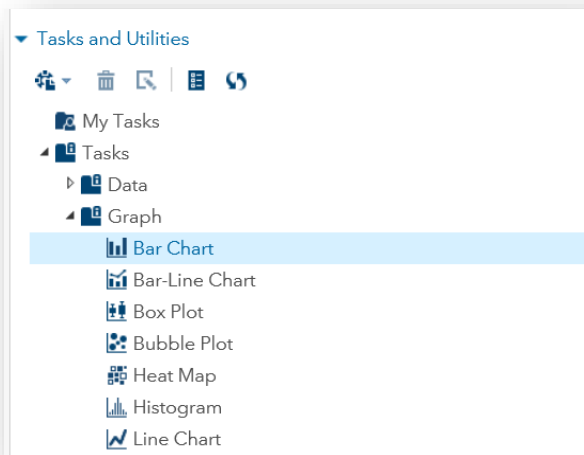 Tasks and Utilities
My Tasks
Tasks
Data
Graph
Bar Chart
Bar-Line Chart
Box Plot
Bubble Plot
Heat Map
Histogram
Line Chart